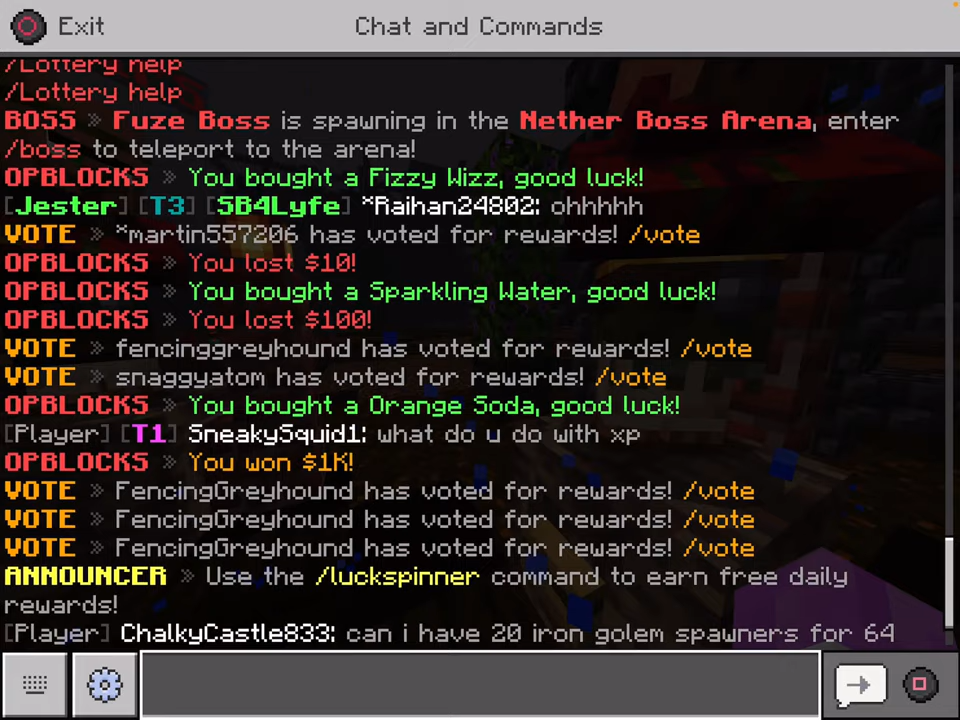 Exit
Chat and Commands
/Lottery help
/Lottery help
BOSS » Fuze Boss is spawning in the Nether Boss Arena, enter
/boss to teleport to the arena!
OPBLOCKS » You bought a Fizzy Wizz, good luck!
[Jester] [T3] [SB4Lyfe] *Raihan24802: ohhhhh
VOTE » *martin557206 has voted for rewards! /vote
OPBLOCKS » You lost $10!
OPBLOCKS » You bought a Sparkling Water, good luck!
OPBLOCKS » You lost $100!
VOTE » fencinggreyhound has voted for rewards! /vote
VOTE » snaggyatom has voted for rewards! /vote
OPBLOCKS » You bought a Orange Soda, good luck!
[Player] [T1] SneakySquid1: what do u do with xp
OPBLOCKS » You won $1K!
VOTE » FencingGreyhound has voted for rewards! /vote
VOTE » FencingGreyhound has voted for rewards! /vote
VOTE » FencingGreyhound has voted for rewards! /vote
ANNOUNCER » Use the /luckspinner command to earn free daily
rewards!
[Player] ChalkyCastle833: can i have 20 iron golem spawners for 64